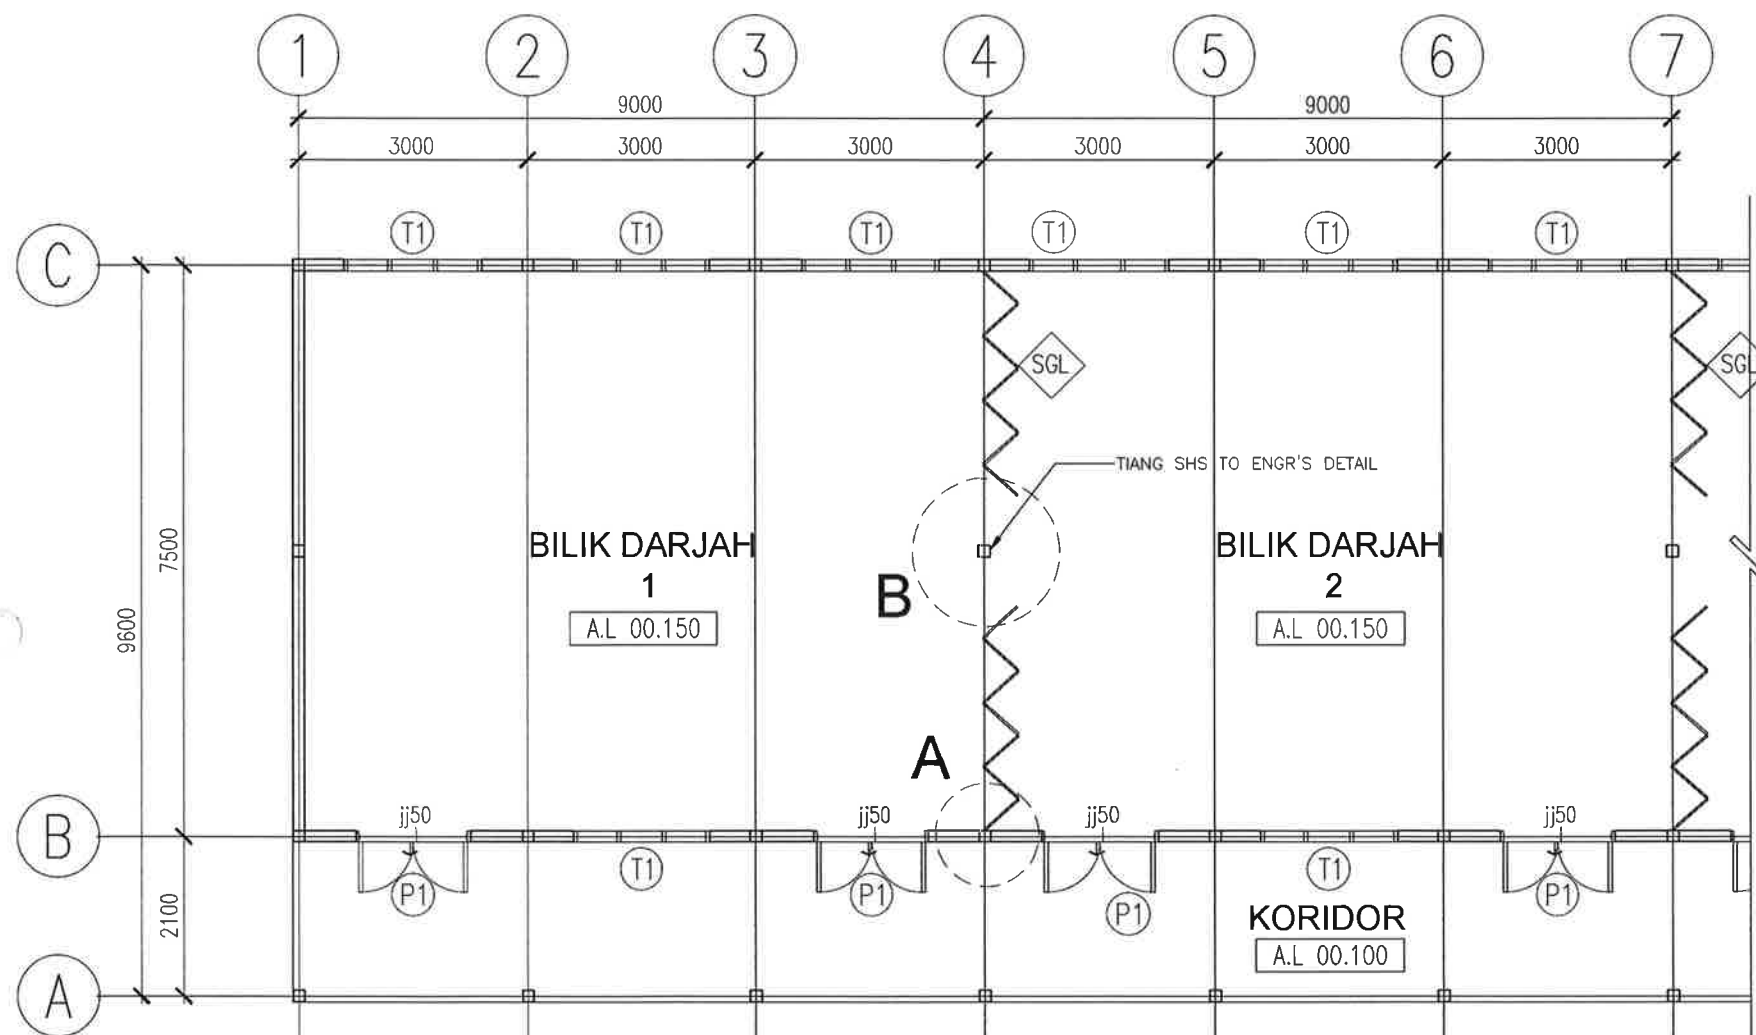 1 2 3 4 5 6 7
9000 9000
3000 3000 3000 3000 3000 3000
T1 T1 T1 T1 T1 T1
C
SGL SGL
TIANG SHS TO ENGR'S DETAIL
7500
9600
BILIK DARJAH
1
A.L 00.150
B
BILIK DARJAH
2
A.L 00.150
A
B
jj50 jj50 jj50 jj50
P1 T1 P1 P1 T1 P1
2100
KORIDOR
A.L 00.100
A